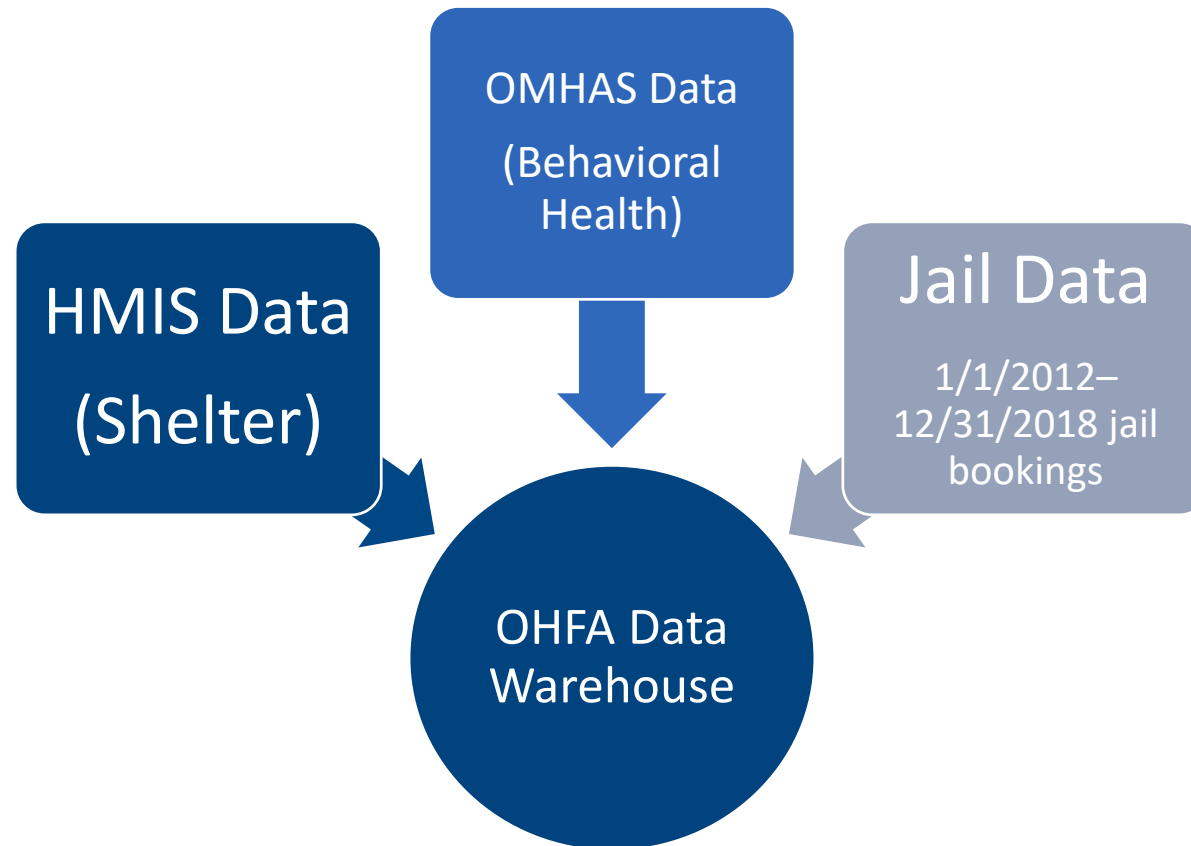 OMHAS Data
(Behavioral
Health)
HMIS Data
(Shelter)
Jail Data
1/1/2012–
12/31/2018 jail
bookings
OHFA Data
Warehouse